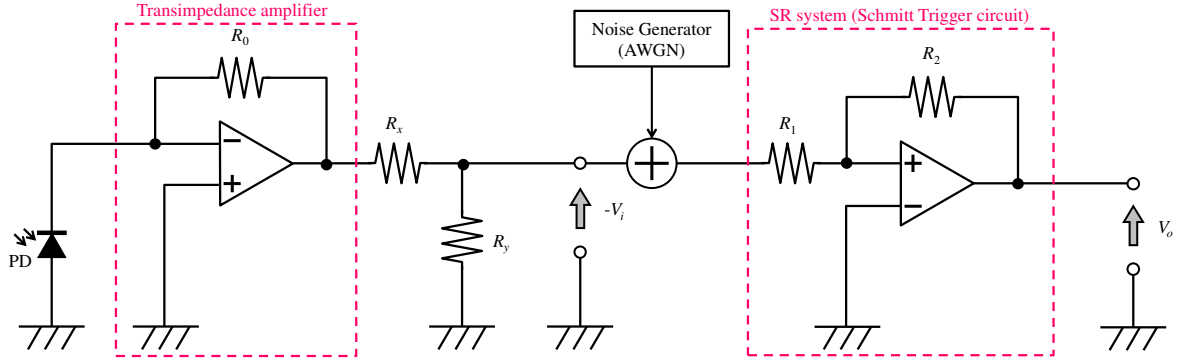 Transimpedance amplifier
SR system (Schmitt Trigger circuit)
Noise Generator
(AWGN)
R0
R2
Rx
R1
−
+
+
+
−
-Vi
Ry
PD
Vo